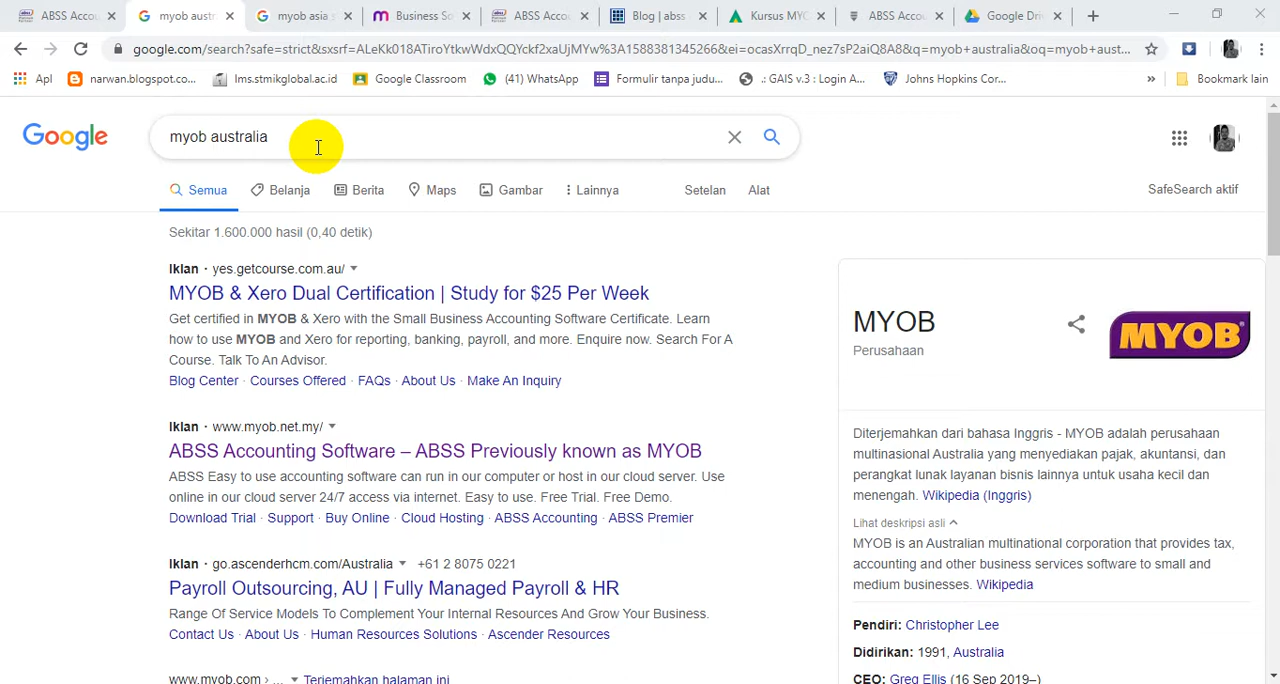 ABSS Accou
myob austr
myob asia s
Business So
ABSS Accou
Blog | abss
Kursus MYO
ABSS Accou
Google Driv
google.com/search?safe=strict&sxsrf=ALeKk018ATiroYtkwWdxQQYckf2xaUjMYw%3A1588381345266&ei=ocasXrrqD_nez7sP2aiQ8A8&q=myob+australia&oq=myob+aust...
Apl
narwan.blogspot.co...
lms.stmikglobal.ac.id
Google Classroom
(1) WhatsApp
Formulir tanpa judu...
.: GAIS v.3 : Login A...
Johns Hopkins Cor...
»
Bookmark lain
Google
myob australia
Semua
Belanja
Berita
Maps
Gambar
Lainnya
Setelan
Alat
SafeSearch aktif
Sekitar 1.600.000 hasil (0,40 detik)
Iklan · yes.getcourse.com.au/
MYOB & Xero Dual Certification | Study for $25 Per Week
Get certified in MYOB & Xero with the Small Business Accounting Software Certificate. Learn
how to use MYOB and Xero for reporting, banking, payroll, and more. Enquire now. Search For A
Course. Talk To An Advisor.
Blog Center · Courses Offered · FAQs · About Us · Make An Inquiry
Iklan · www.myob.net.my/
ABSS Accounting Software – ABSS Previously known as MYOB
ABSS Easy to use accounting software can run in our computer or host in our cloud server. Use
online in our cloud server 24/7 access via internet. Easy to use. Free Trial. Free Demo.
Download Trial · Support · Buy Online · Cloud Hosting · ABSS Accounting · ABSS Premier
Iklan · go.ascenderhcm.com/Australia +61 2 8075 0221
Payroll Outsourcing, AU | Fully Managed Payroll & HR
Range Of Service Models To Complement Your Internal Resources And Grow Your Business.
Contact Us · About Us · Human Resources Solutions · Ascender Resources
www.myob.com › ... Terjemahkan halaman ini
MYOB
Perusahaan
MYOB
Diterjemahkan dari bahasa Inggris - MYOB adalah perusahaan
multinasional Australia yang menyediakan pajak, akuntansi, dan
perangkat lunak layanan bisnis lainnya untuk usaha kecil dan
menengah. Wikipedia (Inggris)
Lihat deskripsi asli
MYOB is an Australian multinational corporation that provides tax,
accounting and other business services software to small and
medium businesses. Wikipedia
Pendiri: Christopher Lee
Didirikan: 1991, Australia
CEO: Greg Ellis (16 Sep 2019–)